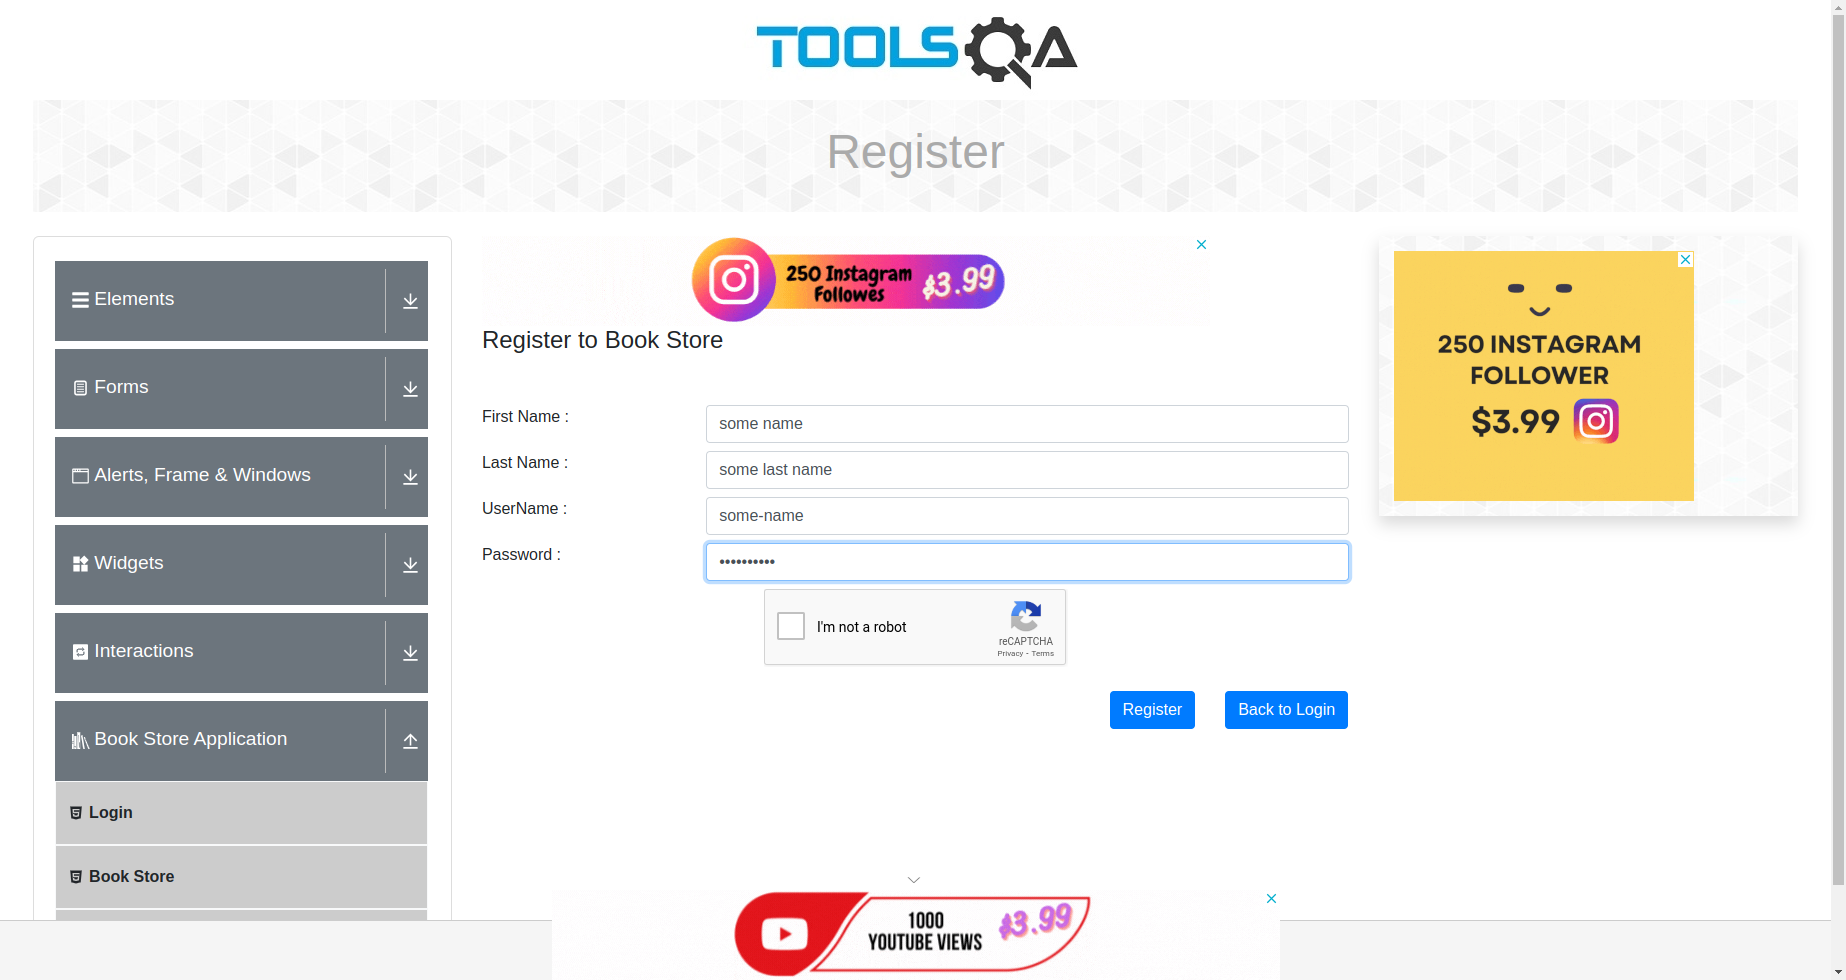 TOOLSQA
Register
Elements
Forms
Alerts, Frame & Windows
Widgets
Interactions
Book Store Application
Login
Book Store
250 Instagram
Followes
$3.99
Register to Book Store
First Name :
some name
Last Name :
some last name
UserName :
some-name
Password :
••••••••••
I'm not a robot
reCAPTCHA
Privacy - Terms
Register
Back to Login
250 INSTAGRAM
FOLLOWER
$3.99
1000
YOUTUBE VIEWS
$3.99